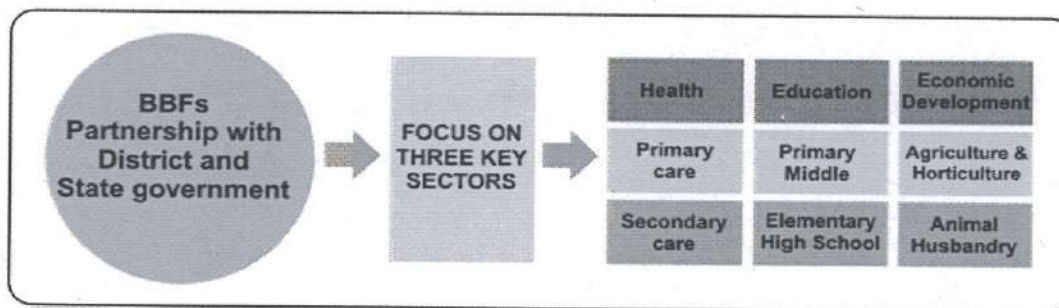 BBFs
Partnership with
District and
State government
FOCUS ON
THREE KEY
SECTORS
Health
Education
Economic
Development
Primary
care
Primary
Middle
Agriculture &
Horticulture
Secondary
care
Elementary
High School
Animal
Husbandry